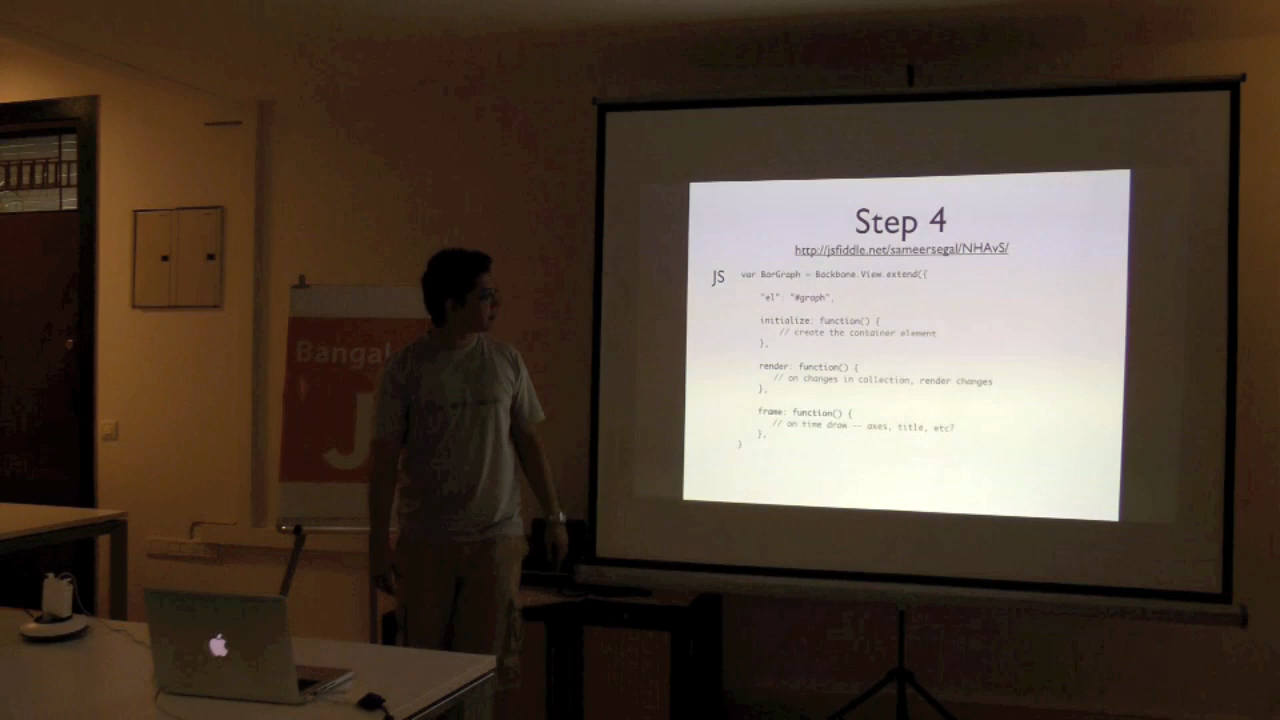 Bangal
J
Step 4
http://jsfiddle.net/sameersegal/NHAvS/
JS
var BarGraph = Backbone.View.extend({
"el": "#graph",
initialize: function() {
// create the container element
},
render: function() {
// on changes in collection, render changes
},
frame: function() {
// on time draw -- axes, title, etc?
},
}